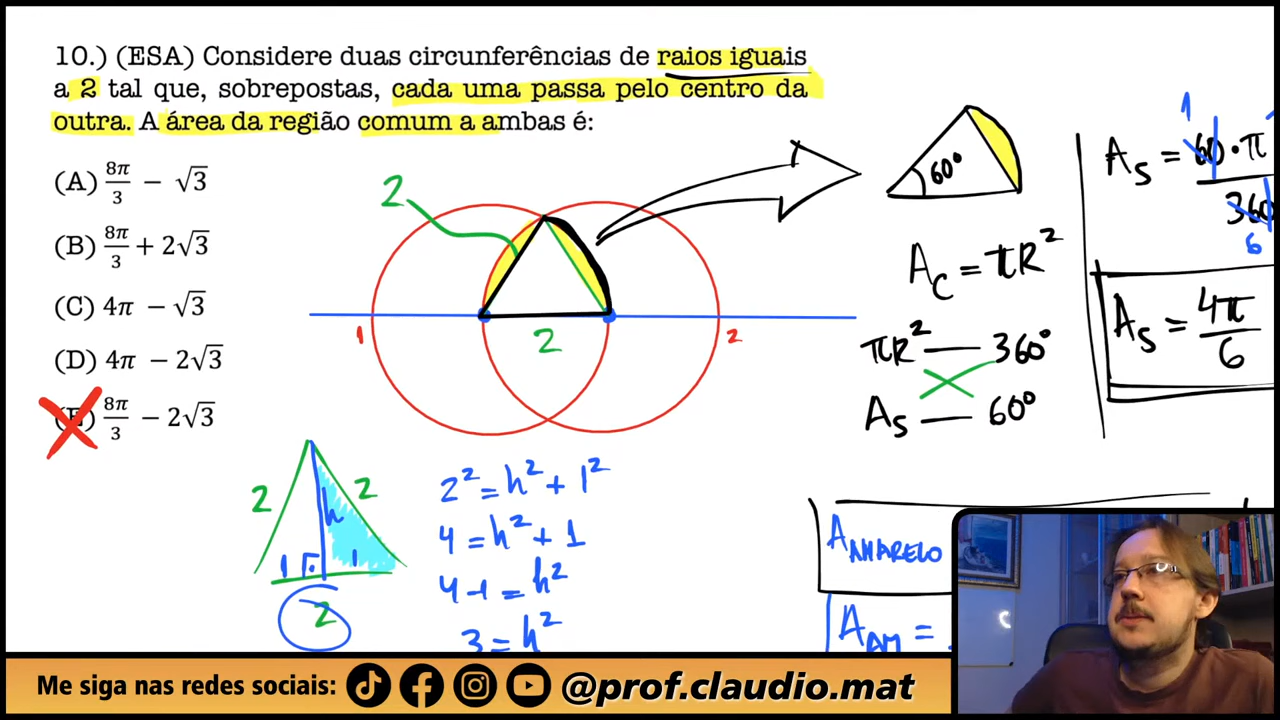 10.) (ESA) Considere duas circunferências de raios iguais
a 2 tal que, sobrepostas, cada uma passa pelo centro da
outra. A área da região comum a ambas é:
(A) 8π/3 − √3
(B) 8π/3 + 2√3
(C) 4π − √3
(D) 4π − 2√3
(E) 8π/3 − 2√3
2
2
1
2
60°
A_C = πR²
πR² — 360°
A_S — 60°
1
A_S = 60·π
360
6
A_S = 4π/6
2
2
h
1
1
2
2² = h² + 1²
4 = h² + 1
4-1 = h²
3 = h²
A_AMARELO
A_AM =
Me siga nas redes sociais: @prof.claudio.mat